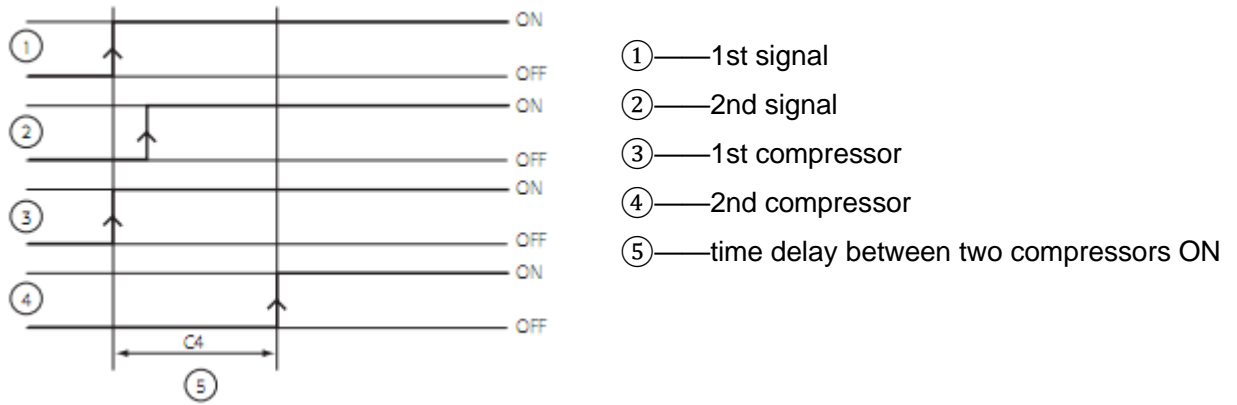 ON
① OFF
ON
② OFF
ON
③ OFF
ON
④ OFF
C4
⑤
①——1st signal
②——2nd signal
③——1st compressor
④——2nd compressor
⑤——time delay between two compressors ON